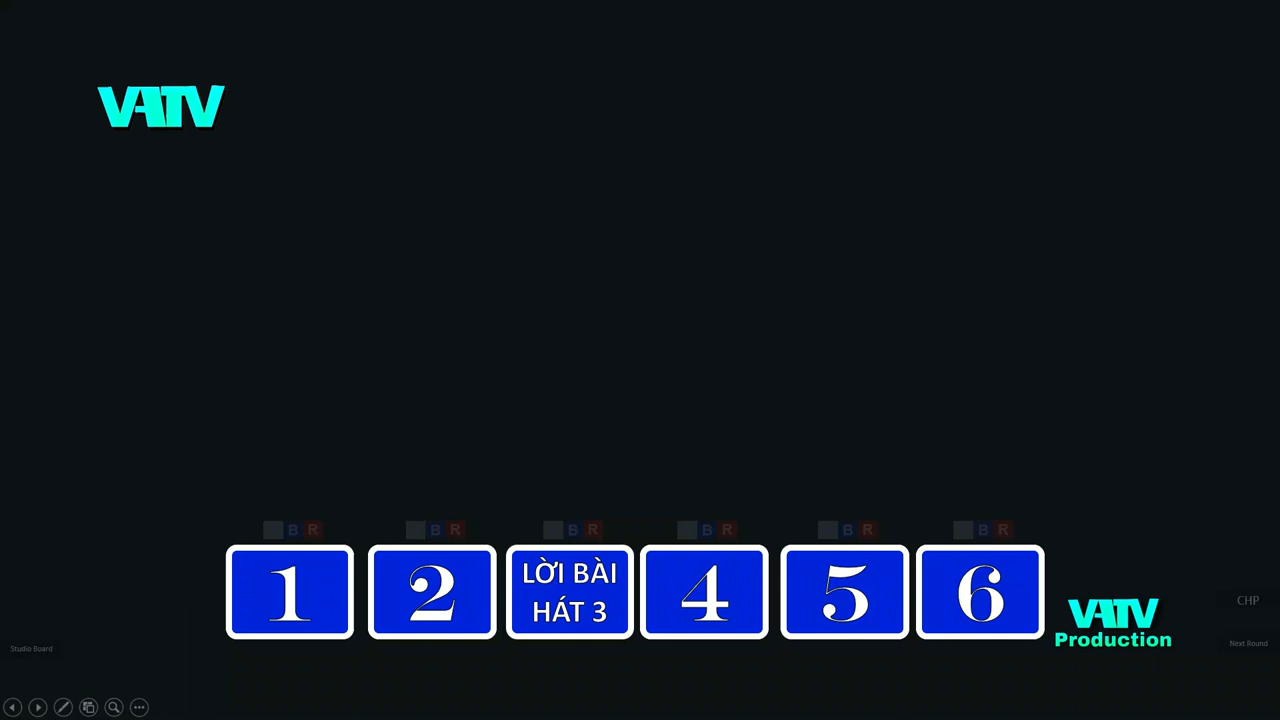 VATV
B R B R B R B R B R B R
1 2 LỜI BÀI HÁT 3 4 5 6
VATV
Production
CHP
Next Round
Studio Board